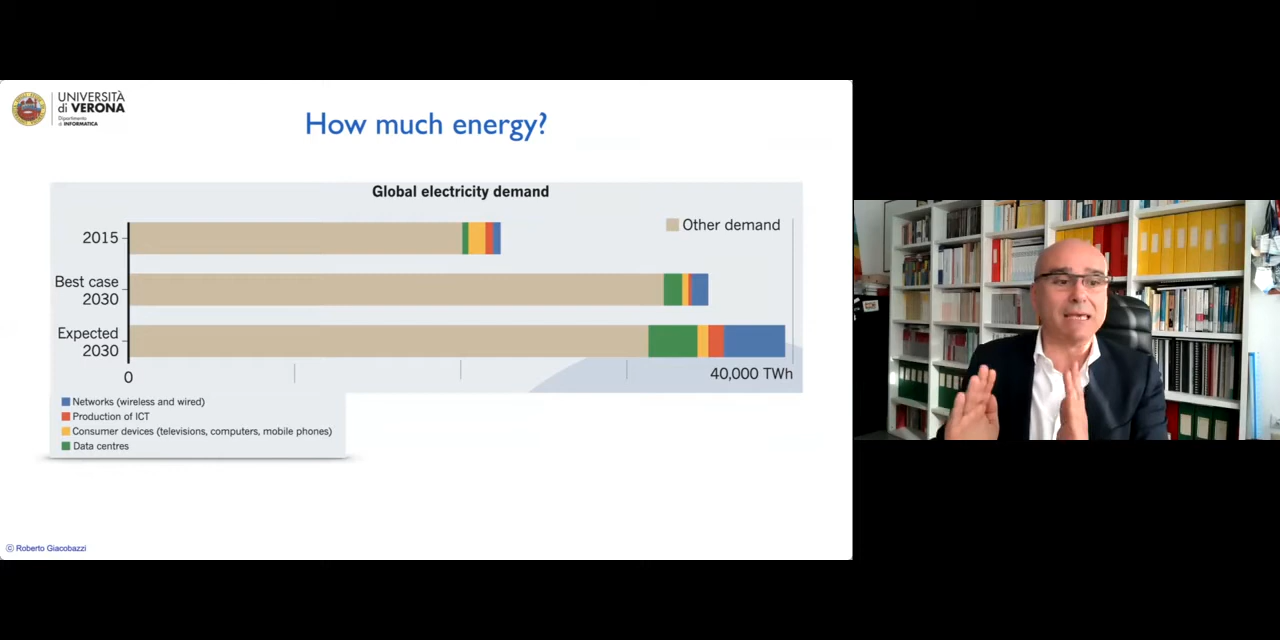 UNIVERSITÀ
di VERONA
Dipartimento
di INFORMATICA
How much energy?
Global electricity demand
Other demand
2015
Best case
2030
Expected
2030
0
40,000 TWh
Networks (wireless and wired)
Production of ICT
Consumer devices (televisions, computers, mobile phones)
Data centres
© Roberto Giacobazzi